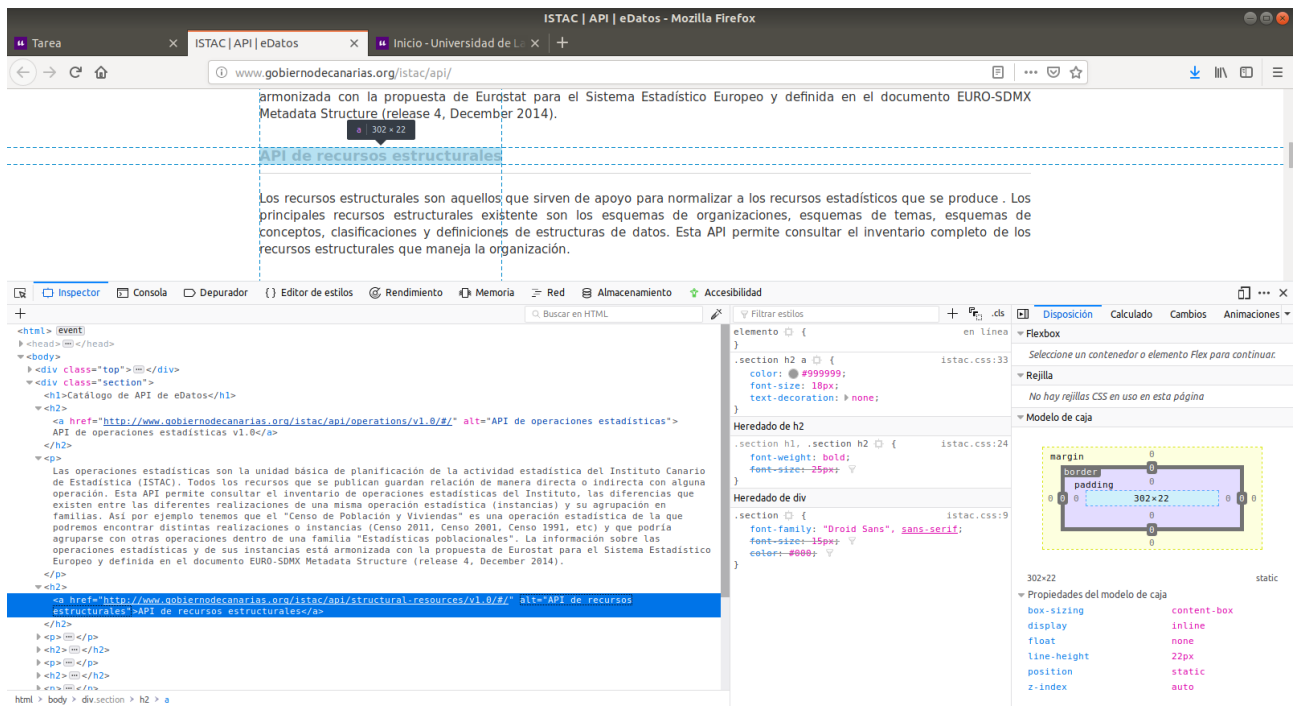 ISTAC | API | eDatos - Mozilla Firefox
Tarea
ISTAC | API | eDatos
Inicio - Universidad de La
www.gobiernodecanarias.org/istac/api/
armonizada con la propuesta de Eurostat para el Sistema Estadístico Europeo y definida en el documento EURO-SDMX
Metadata Structure (release 4, December 2014).
a 302 × 22
API de recursos estructurales
Los recursos estructurales son aquellos que sirven de apoyo para normalizar a los recursos estadísticos que se produce . Los
principales recursos estructurales existente son los esquemas de organizaciones, esquemas de temas, esquemas de
conceptos, clasificaciones y definiciones de estructuras de datos. Esta API permite consultar el inventario completo de los
recursos estructurales que maneja la organización.
Inspector Consola Depurador {} Editor de estilos Rendimiento Memoria Red Almacenamiento Accesibilidad
+ Buscar en HTML
<html> event
<head> </head>
<body>
<div class="top"> </div>
<div class="section">
<h1>Catálogo de API de eDatos</h1>
<h2>
<a href="http://www.gobiernodecanarias.org/istac/api/operations/v1.0/#/" alt="API de operaciones estadísticas">
API de operaciones estadísticas v1.0</a>
</h2>
<p>
Las operaciones estadísticas son la unidad básica de planificación de la actividad estadística del Instituto Canario
de Estadística (ISTAC). Todos los recursos que se publican guardan relación de manera directa o indirecta con alguna
operación. Esta API permite consultar el inventario de operaciones estadísticas del Instituto, las diferencias que
existen entre las diferentes realizaciones de una misma operación estadística (instancias) y su agrupación en
familias. Así por ejemplo tenemos que el "Censo de Población y Viviendas" es una operación estadística de la que
podremos encontrar distintas realizaciones o instancias (Censo 2011, Censo 2001, Censo 1991, etc) y que podría
agruparse con otras operaciones dentro de una familia "Estadísticas poblacionales". La información sobre las
operaciones estadísticas y de sus instancias está armonizada con la propuesta de Eurostat para el Sistema Estadístico
Europeo y definida en el documento EURO-SDMX Metadata Structure (release 4, December 2014).
</p>
<h2>
<a href="http://www.gobiernodecanarias.org/istac/api/structural-resources/v1.0/#/" alt="API de recursos
estructurales">API de recursos estructurales</a>
</h2>
<p> </p>
<h2> </h2>
<p> </p>
<h2> </h2>
<p> </p>
html > body > div.section > h2 > a
Filtrar estilos + .cls
elemento { en línea
}
.section h2 a { istac.css:33
color: #999999;
font-size: 18px;
text-decoration: none;
}
Heredado de h2
.section h1, .section h2 { istac.css:24
font-weight: bold;
font-size: 25px;
}
Heredado de div
.section { istac.css:9
font-family: "Droid Sans", sans-serif;
font-size: 15px;
color: #000;
}
Disposición Calculado Cambios Animaciones
Flexbox
Seleccione un contenedor o elemento Flex para continuar.
Rejilla
No hay rejillas CSS en uso en esta página
Modelo de caja
margin 0
border 0
padding 0
0 0 0 302×22 0 0 0
0
0
0
302×22 static
Propiedades del modelo de caja
box-sizing content-box
display inline
float none
line-height 22px
position static
z-index auto